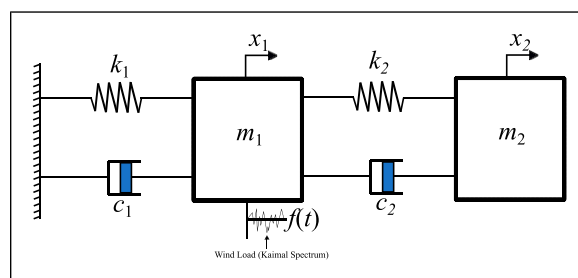 x₁ x₂
k₁ k₂
m₁ m₂
c₁ f(t) c₂
Wind Load (Kaimal Spectrum)